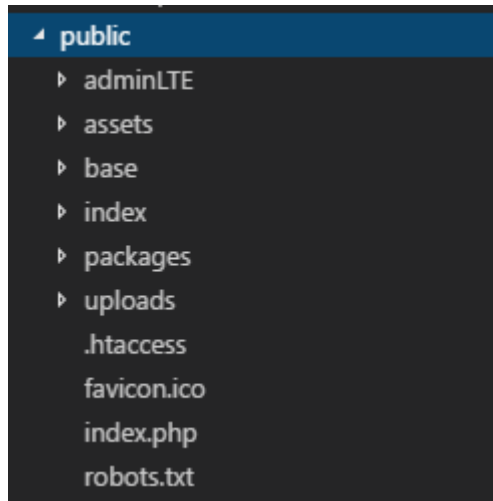 public
adminLTE
assets
base
index
packages
uploads
.htaccess
favicon.ico
index.php
robots.txt